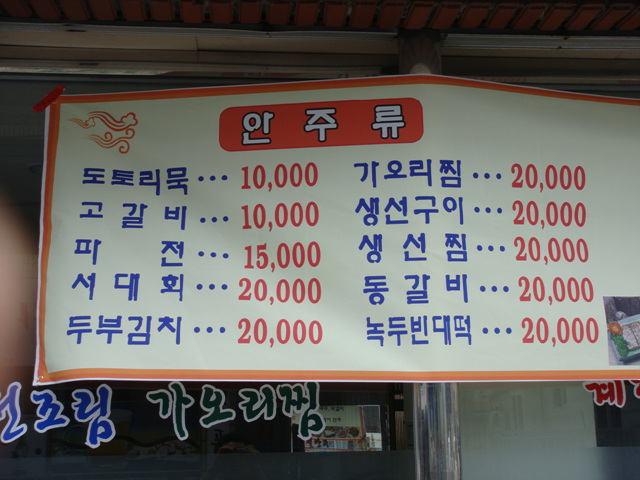 안주류
도토리묵 ··· 10,000
고갈비 ··· 10,000
파전 ··· 15,000
서대회 ··· 20,000
두부김치 ··· 20,000
가오리찜 ··· 20,000
생선구이 ··· 20,000
생선찜 ··· 20,000
동갈비 ··· 20,000
녹두빈대떡 ··· 20,000
조림 가오리찜